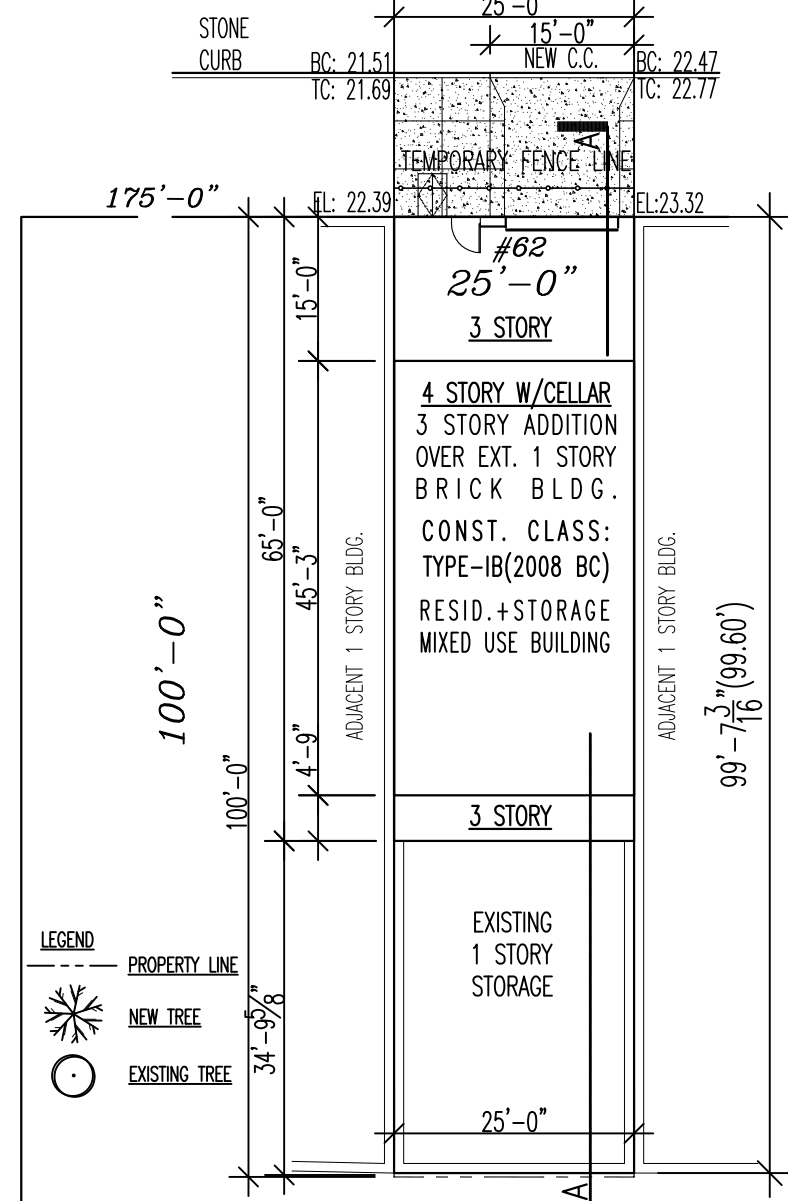 25'-0
STONE
CURB
15'-0"
NEW C.C.
BC: 21.51
BC: 22.47
TC: 21.69
TC: 22.77
A
TEMPORARY FENCE LINE
175'-0"
EL: 22.39
EL:23.32
#62
25'-0"
15'-0"
3 STORY
4 STORY W/CELLAR
3 STORY ADDITION
OVER EXT. 1 STORY
BRICK BLDG.
CONST. CLASS:
TYPE-IB(2008 BC)
RESID.+STORAGE
MIXED USE BUILDING
65'-0"
45'-3"
ADJACENT 1 STORY BLDG.
ADJACENT 1 STORY BLDG.
100'-0"
99'-7 3/16"(99.60')
4'-9"
100'-0"
3 STORY
EXISTING
1 STORY
STORAGE
LEGEND
PROPERTY LINE
NEW TREE
EXISTING TREE
34'-9 5/8"
25'-0"
A